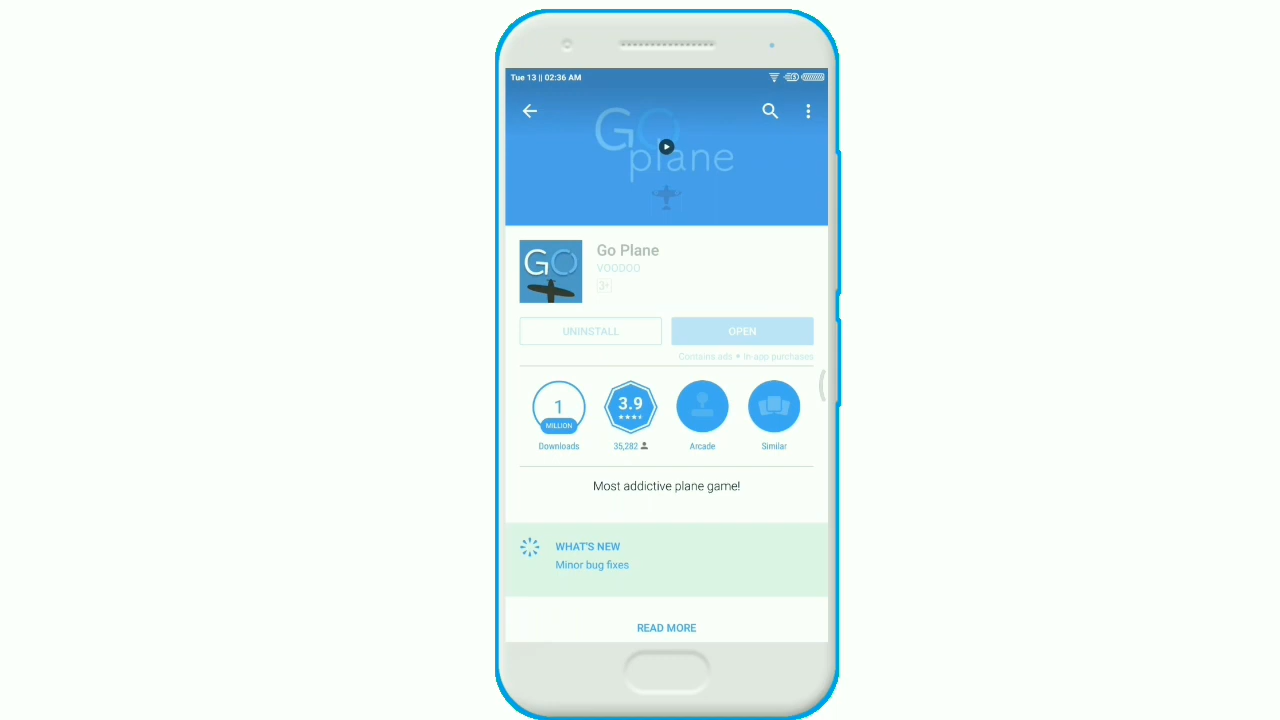 Tue 13 || 02:36 AM
GO
plane
GO
Go Plane
VOODOO
3+
UNINSTALL
OPEN
Contains ads • In-app purchases
1
MILLION
3.9
Downloads
35,282
Arcade
Similar
Most addictive plane game!
WHAT'S NEW
Minor bug fixes
READ MORE